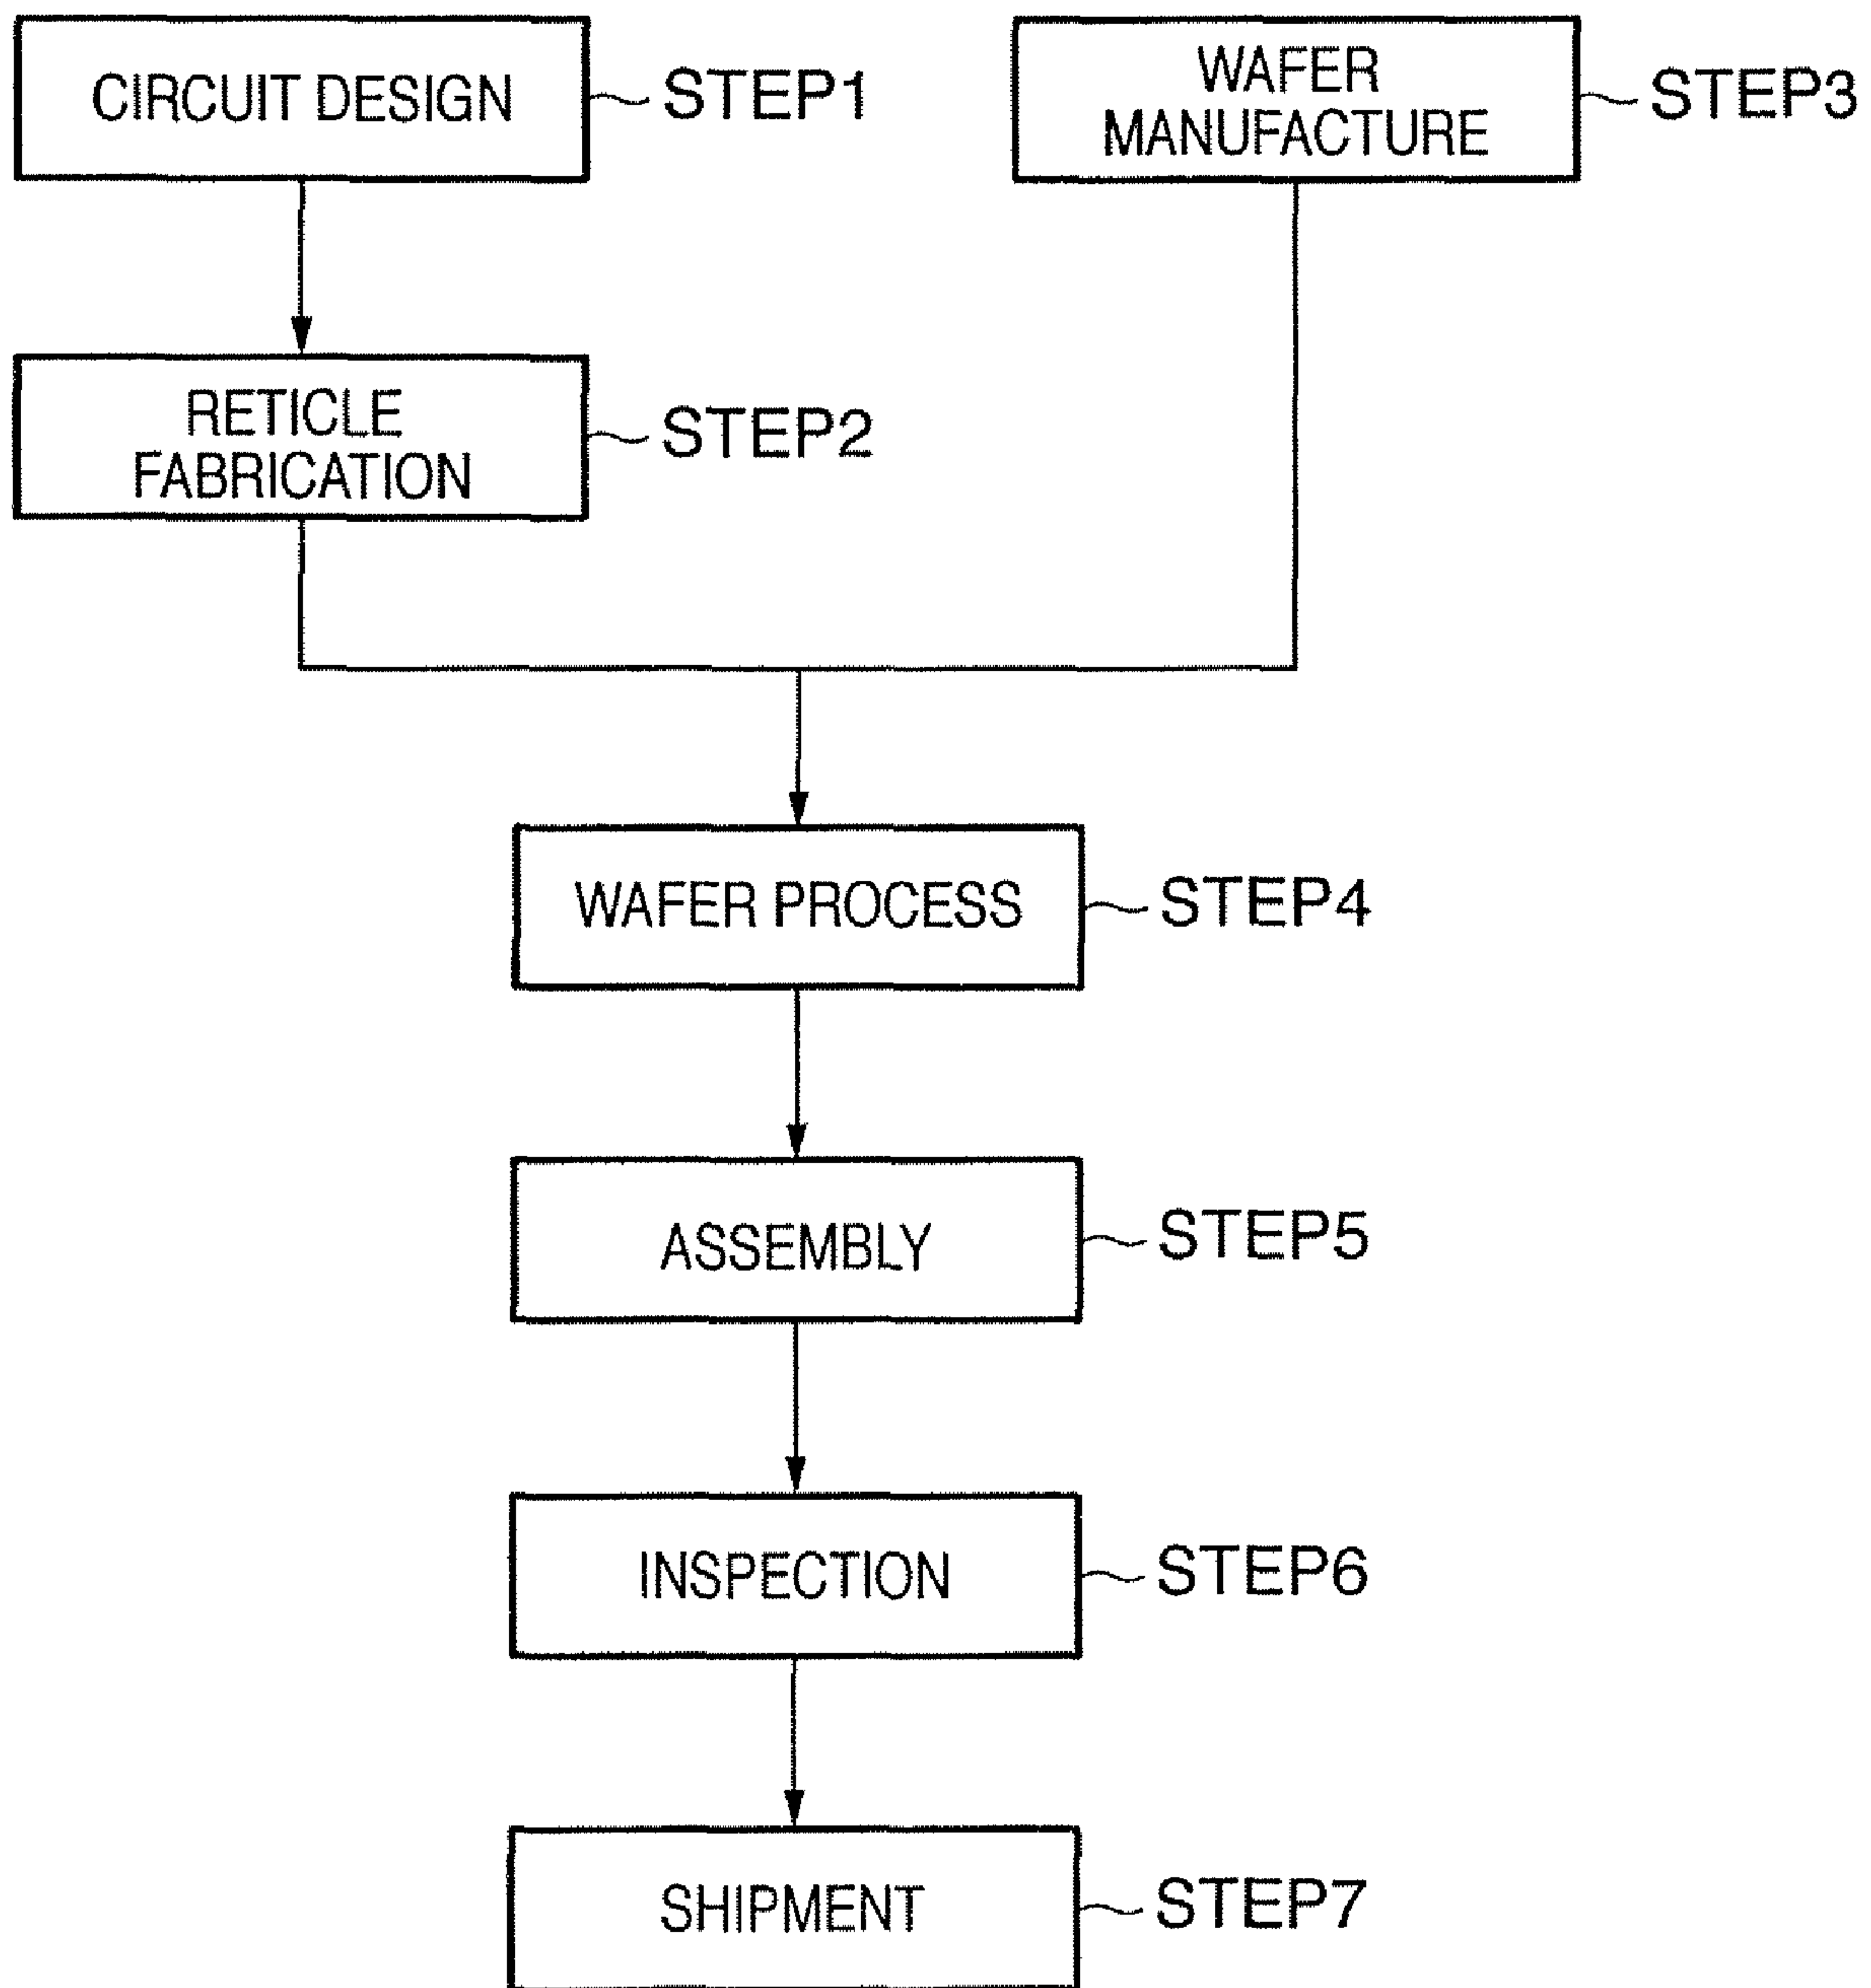 CIRCUIT DESIGN
STEP1
WAFER
MANUFACTURE
STEP3
RETICLE
FABRICATION
STEP2
WAFER PROCESS
STEP4
ASSEMBLY
STEP5
INSPECTION
STEP6
SHIPMENT
STEP7